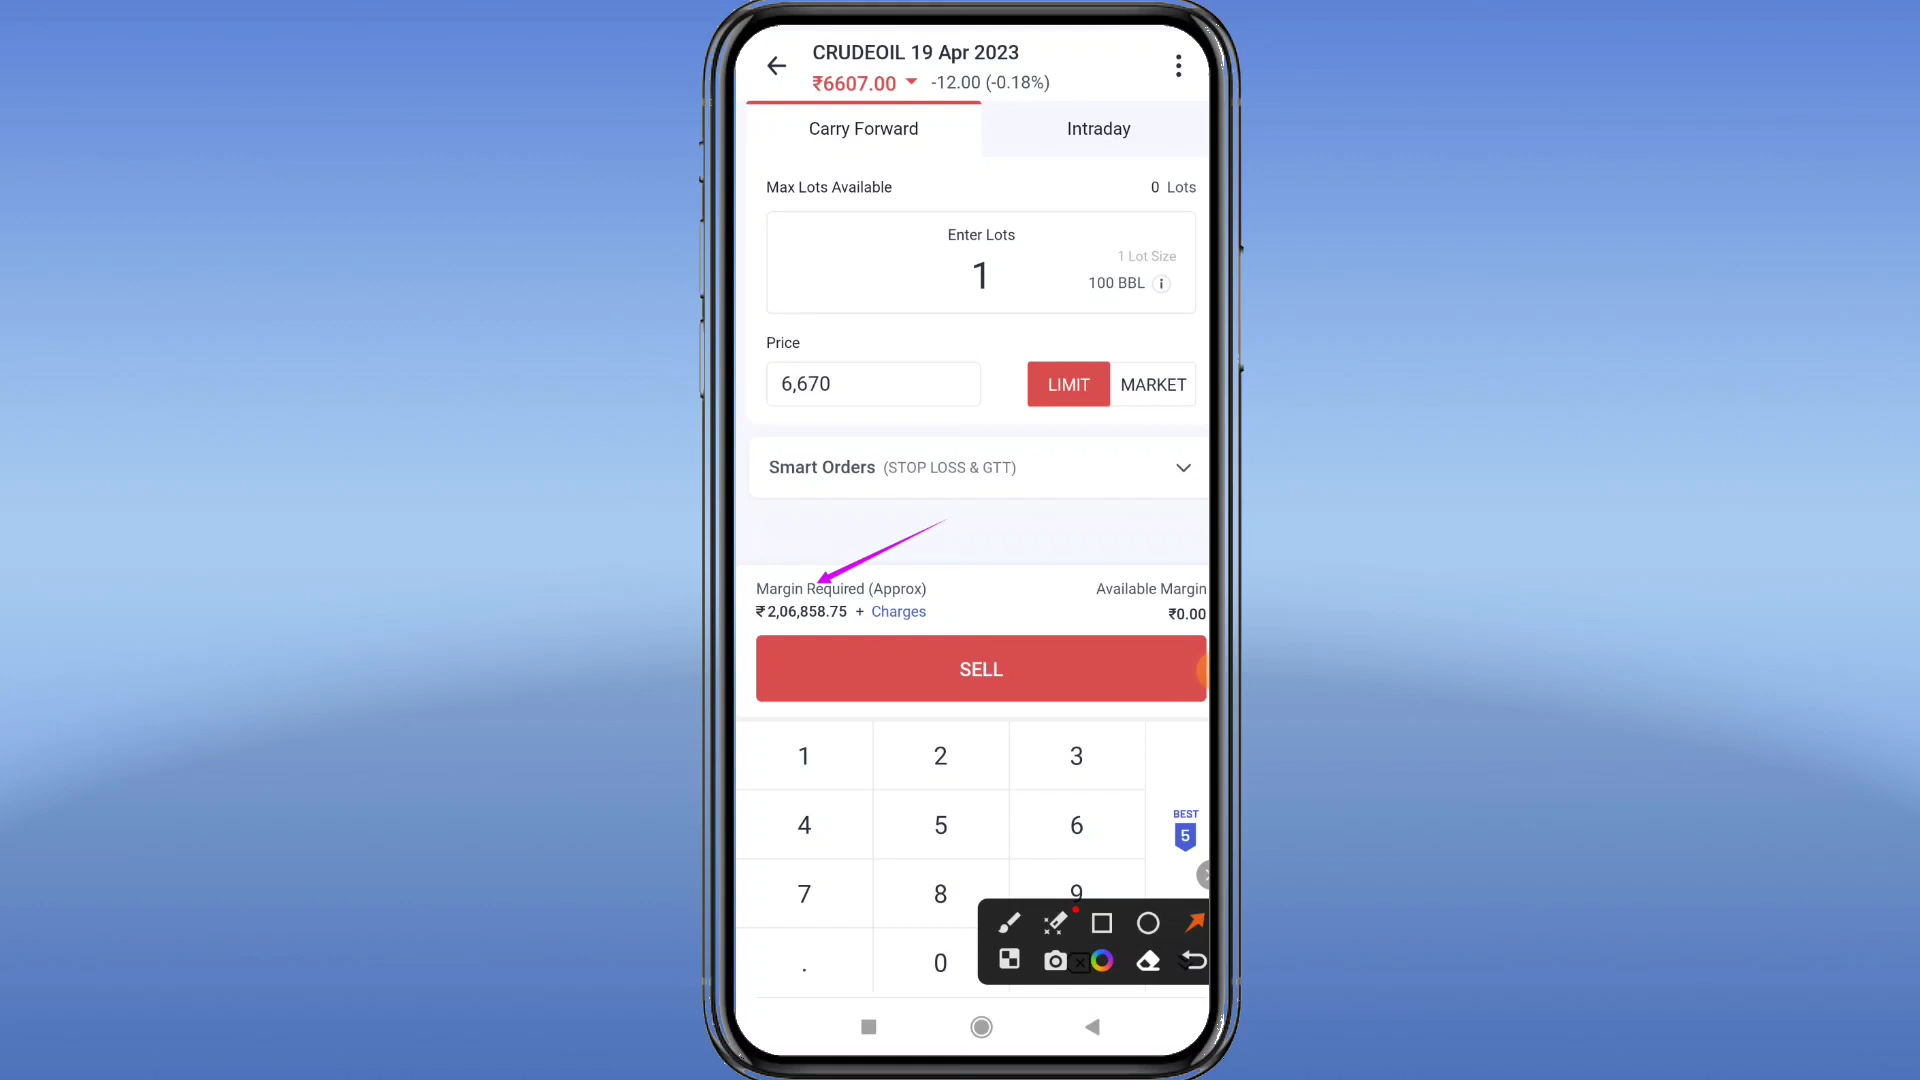 CRUDEOIL 19 Apr 2023
₹6607.00 -12.00 (-0.18%)
Carry Forward
Intraday
Max Lots Available
0 Lots
Enter Lots
1 Lot Size
1
100 BBL
Price
6,670
LIMIT
MARKET
Smart Orders (STOP LOSS & GTT)
Margin Required (Approx)
Available Margin
₹2,06,858.75 + Charges
₹0.00
SELL
1 2 3
4 5 6
BEST
5
7 8 9
. 0